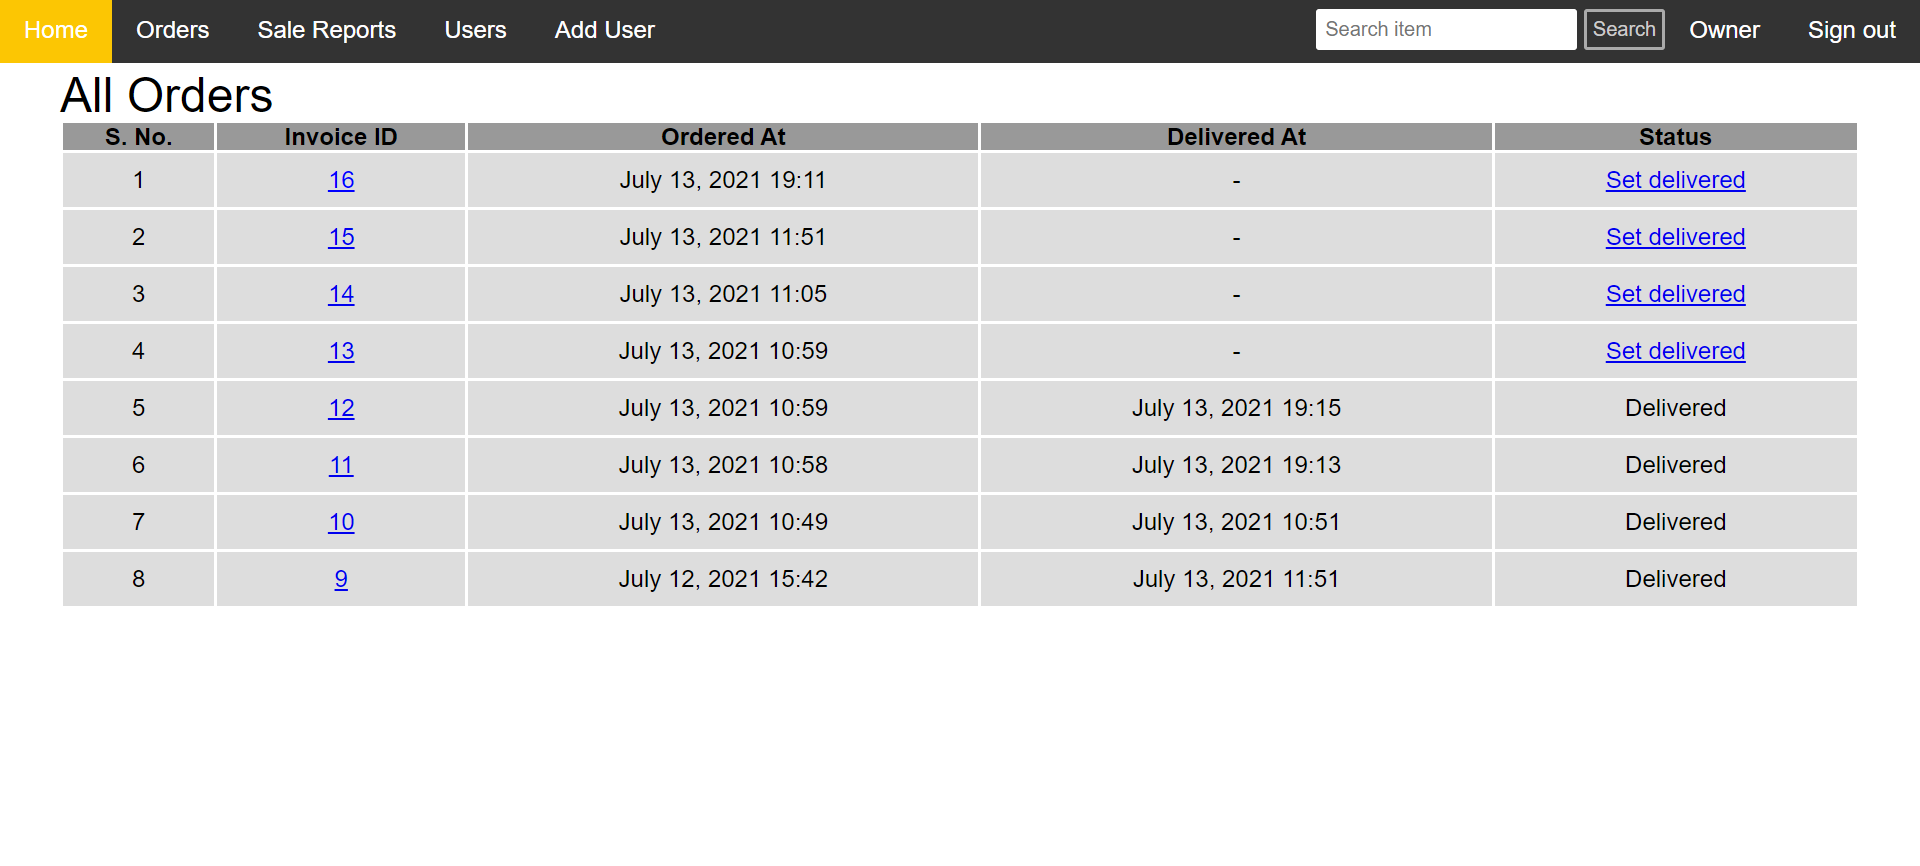 Home Orders Sale Reports Users Add User Search item Search Owner Sign out
All Orders
S. No. Invoice ID Ordered At Delivered At Status
1 16 July 13, 2021 19:11 - Set delivered
2 15 July 13, 2021 11:51 - Set delivered
3 14 July 13, 2021 11:05 - Set delivered
4 13 July 13, 2021 10:59 - Set delivered
5 12 July 13, 2021 10:59 July 13, 2021 19:15 Delivered
6 11 July 13, 2021 10:58 July 13, 2021 19:13 Delivered
7 10 July 13, 2021 10:49 July 13, 2021 10:51 Delivered
8 9 July 12, 2021 15:42 July 13, 2021 11:51 Delivered